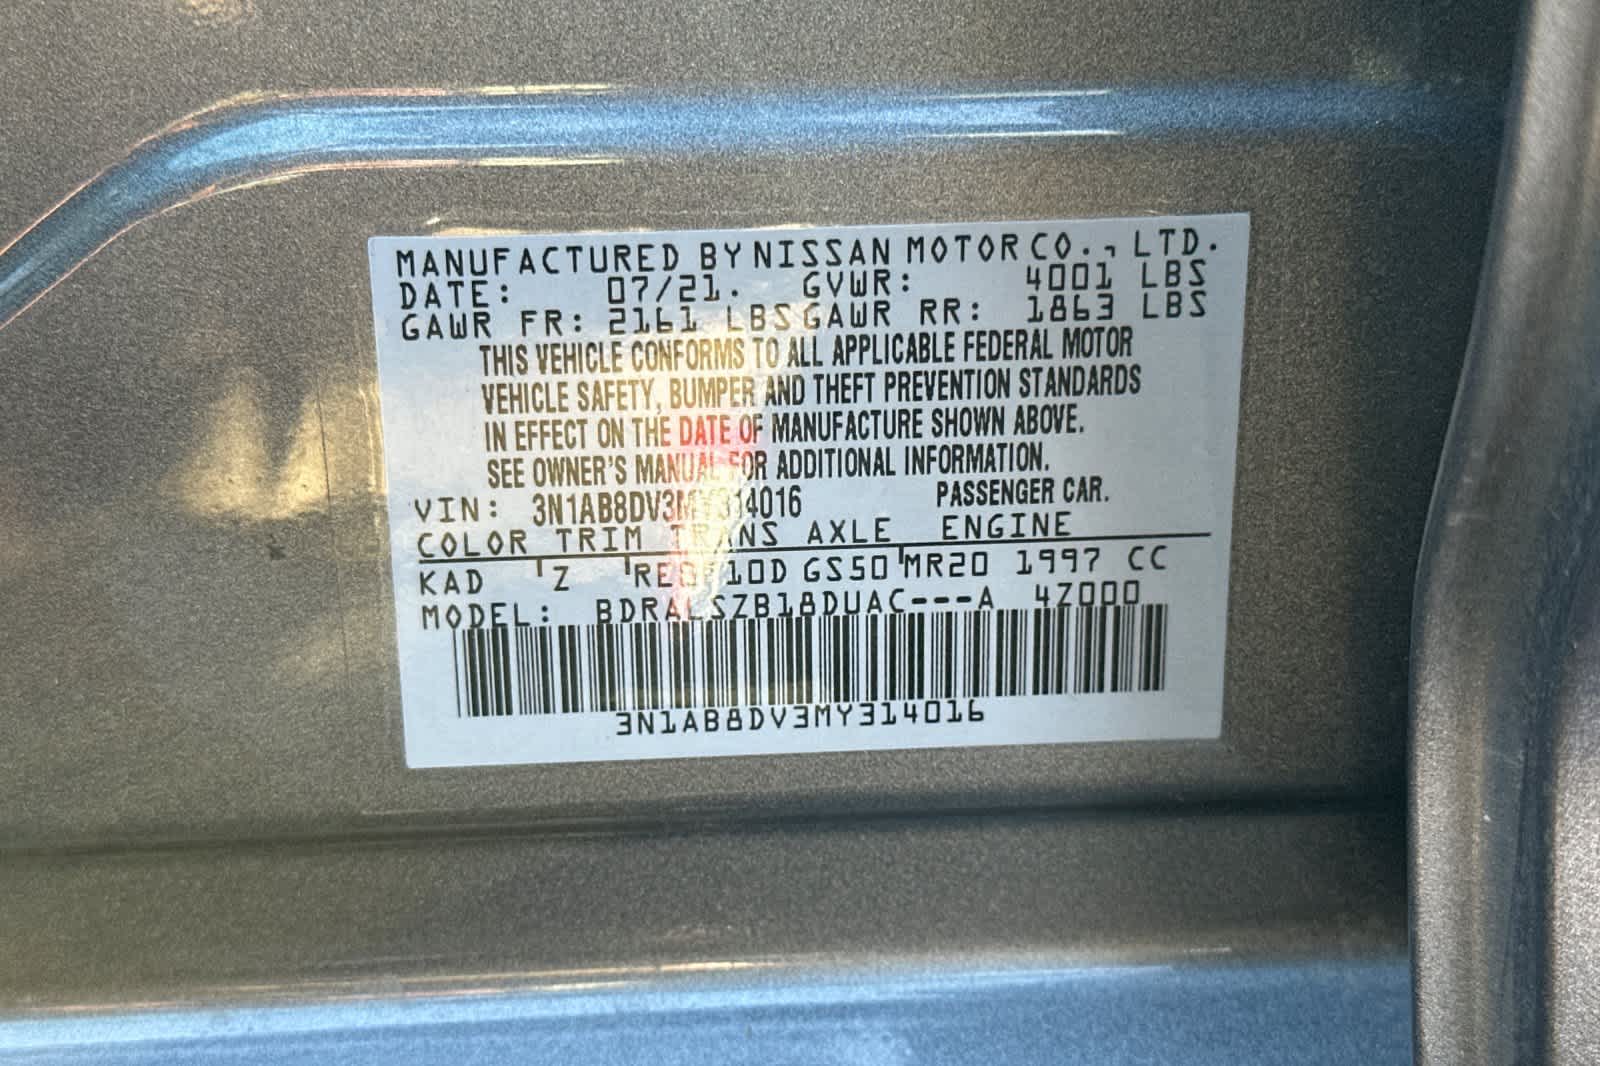 MANUFACTURED BY NISSAN MOTOR CO., LTD.
DATE: 07/21. GVWR: 4001 LBS
GAWR FR: 2161 LBS GAWR RR: 1863 LBS
THIS VEHICLE CONFORMS TO ALL APPLICABLE FEDERAL MOTOR
VEHICLE SAFETY, BUMPER AND THEFT PREVENTION STANDARDS
IN EFFECT ON THE DATE OF MANUFACTURE SHOWN ABOVE.
SEE OWNER'S MANUAL FOR ADDITIONAL INFORMATION.
VIN: 3N1AB8DV3MY314016 PASSENGER CAR.
COLOR TRIM TRANS AXLE ENGINE
KAD Z GS50 MR20 1997 CC
MODEL: BDRALSZB18DUAC---A 4Z000
3N1AB8DV3MY314016